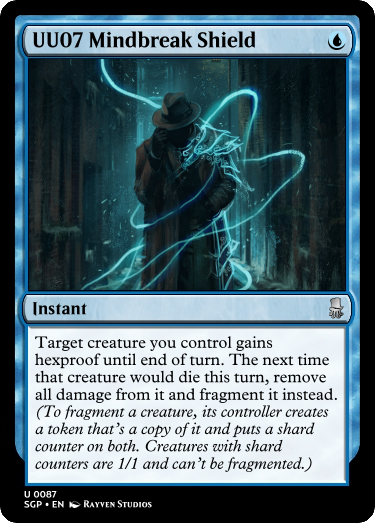 UU07 Mindbreak Shield
Instant
Target creature you control gains
hexproof until end of turn. The next time
that creature would die this turn, remove
all damage from it and fragment it instead.
(To fragment a creature, its controller creates
a token that's a copy of it and puts a shard
counter on both. Creatures with shard
counters are 1/1 and can't be fragmented.)
U 0087
SGP • EN Rayven Studios